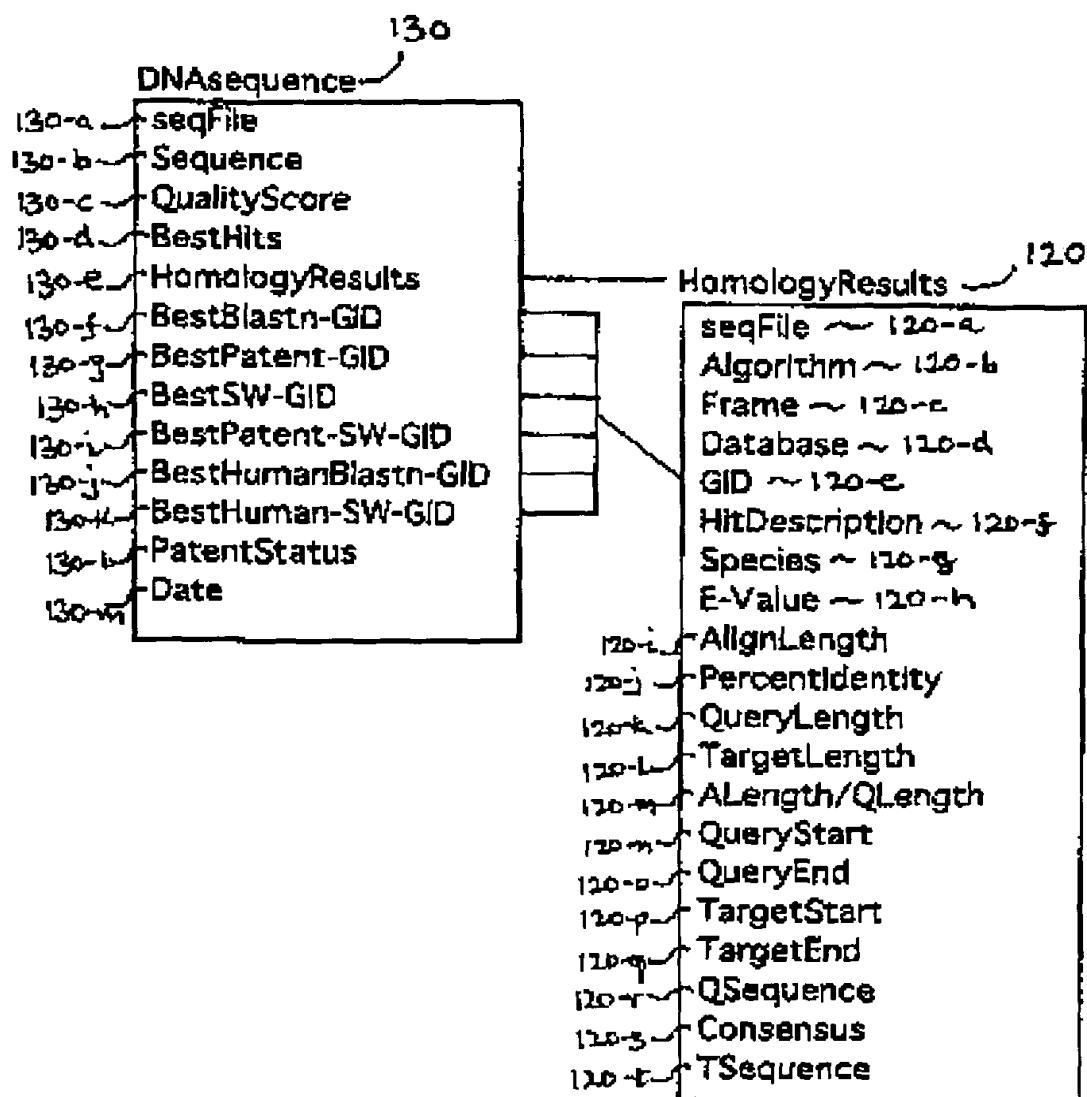 130
DNAsequence
130-a seqFile
130-b Sequence
130-c QualityScore
130-d BestHits
130-e HomologyResults
130-f BestBlastn-GID
130-g BestPatent-GID
130-h BestSW-GID
130-i BestPatent-SW-GID
130-j BestHumanBlastn-GID
130-k BestHuman-SW-GID
130-l PatentStatus
130-m Date
120
HomologyResults
seqFile 120-a
Algorithm 120-b
Frame 120-c
Database 120-d
GID 120-e
HitDescription 120-f
Species 120-g
E-Value 120-h
120-i AlignLength
120-j PercentIdentity
120-k QueryLength
120-l TargetLength
120-m ALength/QLength
120-n QueryStart
120-o QueryEnd
120-p TargetStart
120-q TargetEnd
120-r QSequence
120-s Consensus
120-t TSequence